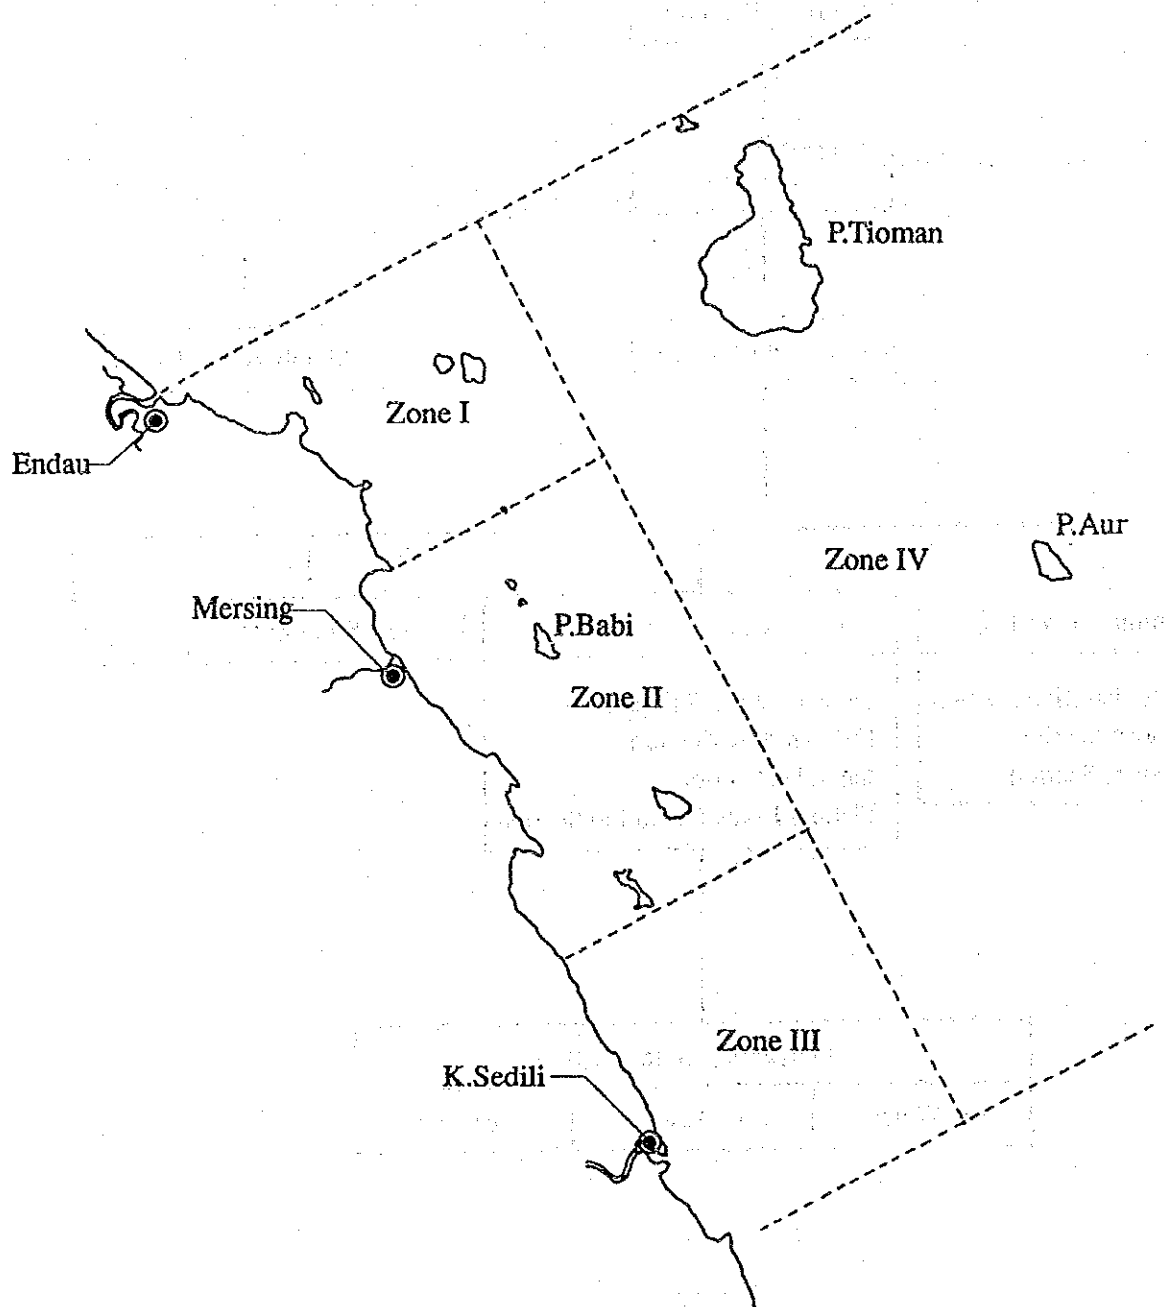 P.Tioman
Zone I
Endau
P.Aur
Zone IV
Mersing
P.Babi
Zone II
Zone III
K.Sedili